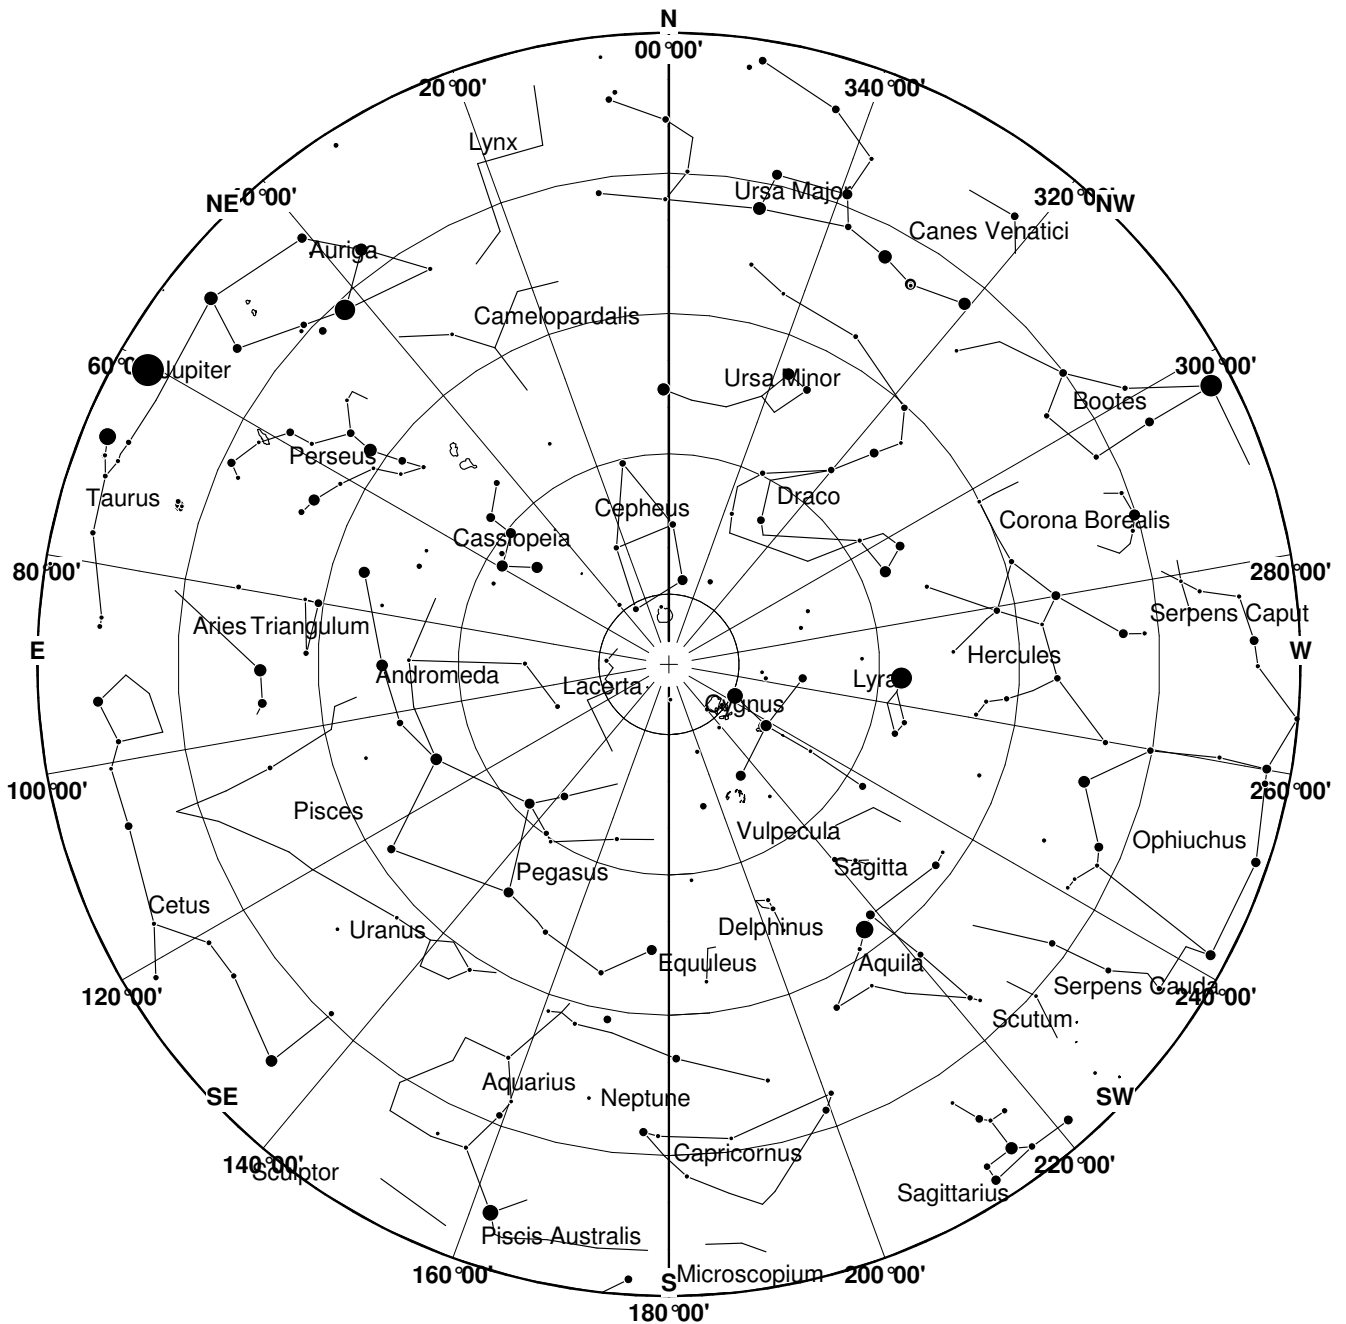 N
00°00'
20°00'
340°00'
Lynx
Ursa Major
NE
0°00'
320°00'
NW
Canes Venatici
Auriga
Camelopardalis
60°00'
Jupiter
Ursa Minor
300°00'
Bootes
Perseus
Taurus
Cepheus
Draco
Corona Borealis
Cassiopeia
80°00'
280°00'
Serpens Caput
Aries
Triangulum
E
Hercules
W
Andromeda
Lacerta
Lyra
Cygnus
100°00'
260°00'
Pisces
Vulpecula
Ophiuchus
Pegasus
Sagitta
Cetus
Uranus
Delphinus
Equuleus
Aquila
120°00'
Serpens Cauda
240°00'
Scutum
Aquarius
Neptune
SE
SW
Capricornus
140°00'
Sculptor
220°00'
Sagittarius
Piscis Australis
160°00'
S
Microscopium
200°00'
180°00'